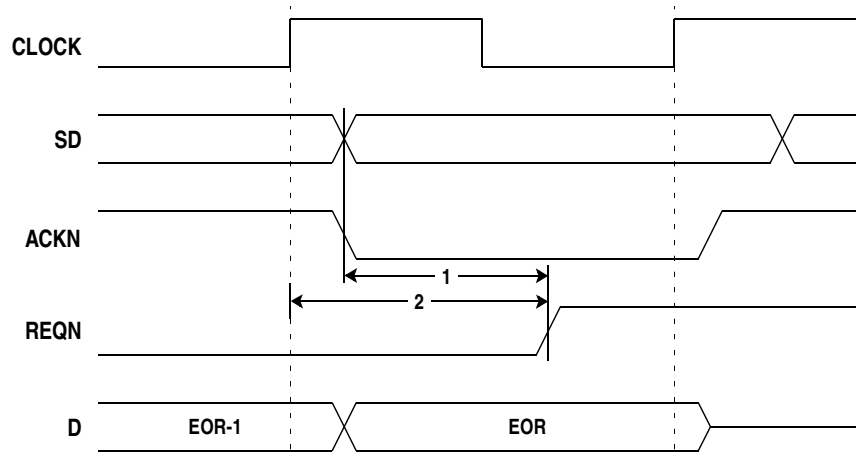 CLOCK
SD
ACKN
1
2
REQN
D EOR-1 EOR